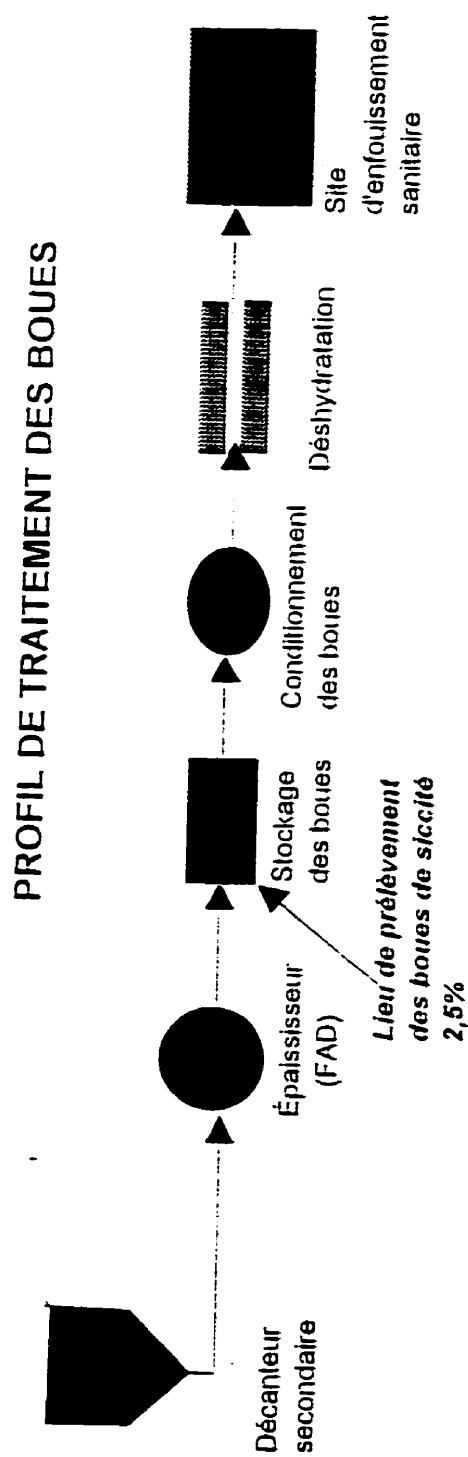 PROFIL DE TRAITEMENT DES BOUES
Décanteur
secondaire
Épaississeur
(FAD)
Stockage
des boues
Conditionnement
des boues
Déshydratation
Site
d'enfouissement
sanitaire
Lieu de prélèvement
des boues de siccité
2,5%